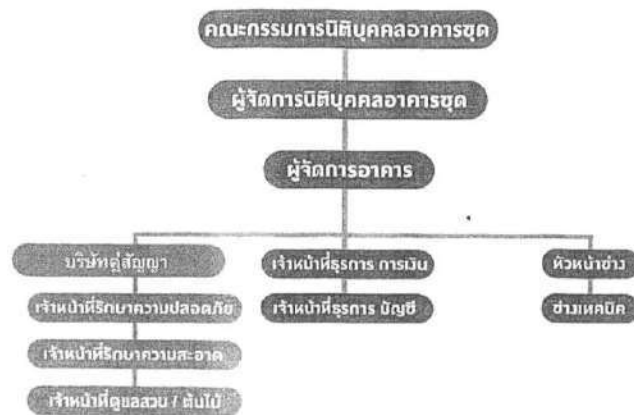 คณะกรรมการนิติบุคคลอาคารชุด
ผู้จัดการนิติบุคคลอาคารชุด
ผู้จัดการอาคาร
บริษัทคู่สัญญา
เจ้าหน้าที่รักษาความปลอดภัย
เจ้าหน้าที่รักษาความสะอาด
เจ้าหน้าที่ดูแลสวน / ต้นไม้
เจ้าหน้าที่ธุรการ การเงิน
เจ้าหน้าที่ธุรการ บัญชี
หัวหน้าช่าง
ช่างเทคนิค